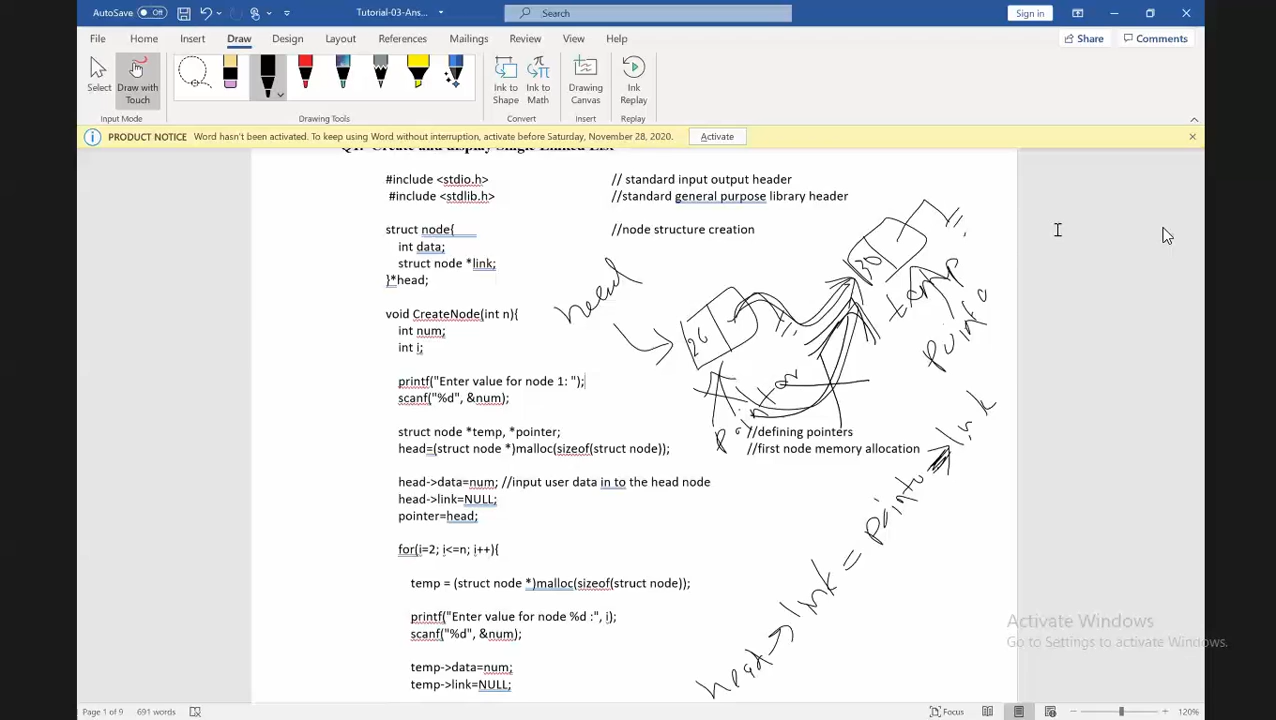 AutoSave Off Tutorial-03-Ans... Search Sign in
File Home Insert Draw Design Layout References Mailings Review View Help Share Comments
Select Draw with Touch Ink to Shape Ink to Math Drawing Canvas Ink Replay
Input Mode Drawing Tools Convert Insert Replay
PRODUCT NOTICE Word hasn't been activated. To keep using Word without interruption, activate before Saturday, November 28, 2020. Activate
Q1. Create and display Single Linked List
#include <stdio.h> // standard input output header
#include <stdlib.h> //standard general purpose library header
struct node{ //node structure creation
int data;
struct node *link;
}*head;
void CreateNode(int n){
int num;
int i;
printf("Enter value for node 1: ");
scanf("%d", &num);
struct node *temp, *pointer; //defining pointers
head=(struct node *)malloc(sizeof(struct node)); //first node memory allocation
head->data=num; //input user data in to the head node
head->link=NULL;
pointer=head;
for(i=2; i<=n; i++){
temp = (struct node *)malloc(sizeof(struct node));
printf("Enter value for node %d :", i);
scanf("%d", &num);
temp->data=num;
temp->link=NULL;
head
30
temp
Activate Windows
Go to Settings to activate Windows.
Page 1 of 9 691 words Focus 120%